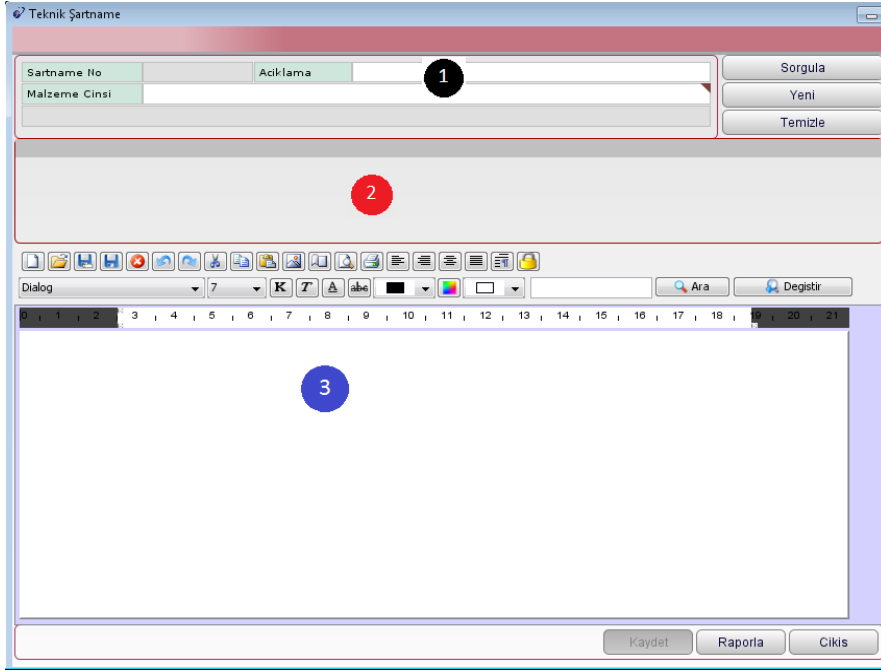 Teknik Şartname
Sartname No Aciklama 1 Sorgula
Malzeme Cinsi Yeni
Temizle
2
Dialog 7 K T A abc Ara Degistir
0 1 2 3 4 5 6 7 8 9 10 11 12 13 14 15 16 17 18 19 20 21
3
Kaydet Raporla Cikis